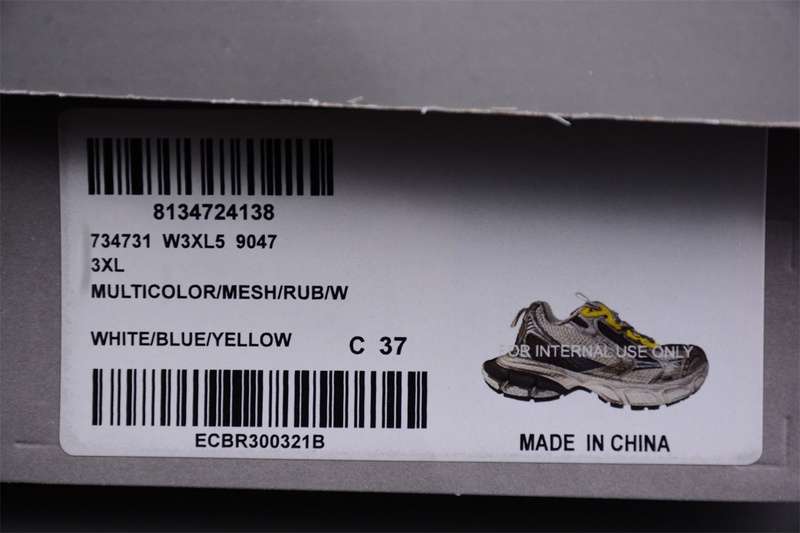 8134724138
734731 W3XL5 9047
3XL
MULTICOLOR/MESH/RUB/W
WHITE/BLUE/YELLOW
C 37
FOR INTERNAL USE ONLY
ECBR300321B
MADE IN CHINA